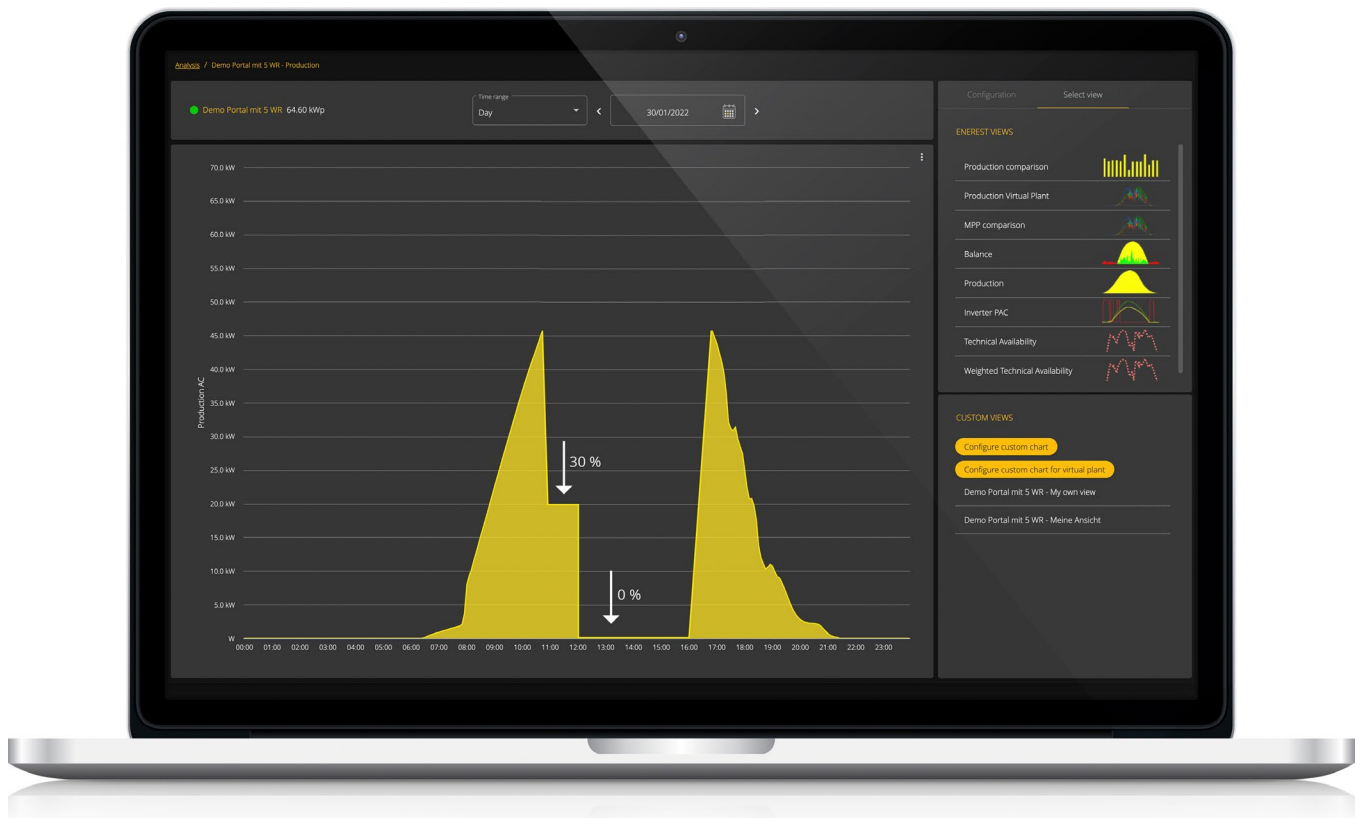 Analysis / Demo Portal mit 5 WR - Production
Demo Portal mit 5 WR 64.60 kWp
Time range
Day
30/01/2022
Configuration
Select view
ENEREST VIEWS
Production comparison
Production Virtual Plant
MPP comparison
Balance
Production
Inverter PAC
Technical Availability
Weighted Technical Availability
CUSTOM VIEWS
Configure custom chart
Configure custom chart for virtual plant
Demo Portal mit 5 WR - My own view
Demo Portal mit 5 WR - Meine Ansicht
Production AC
70.0 kW
65.0 kW
60.0 kW
55.0 kW
50.0 kW
45.0 kW
40.0 kW
35.0 kW
30.0 kW
25.0 kW
20.0 kW
15.0 kW
10.0 kW
5.0 kW
W
30 %
0 %
00:00 01:00 02:00 03:00 04:00 05:00 06:00 07:00 08:00 09:00 10:00 11:00 12:00 13:00 14:00 15:00 16:00 17:00 18:00 19:00 20:00 21:00 22:00 23:00